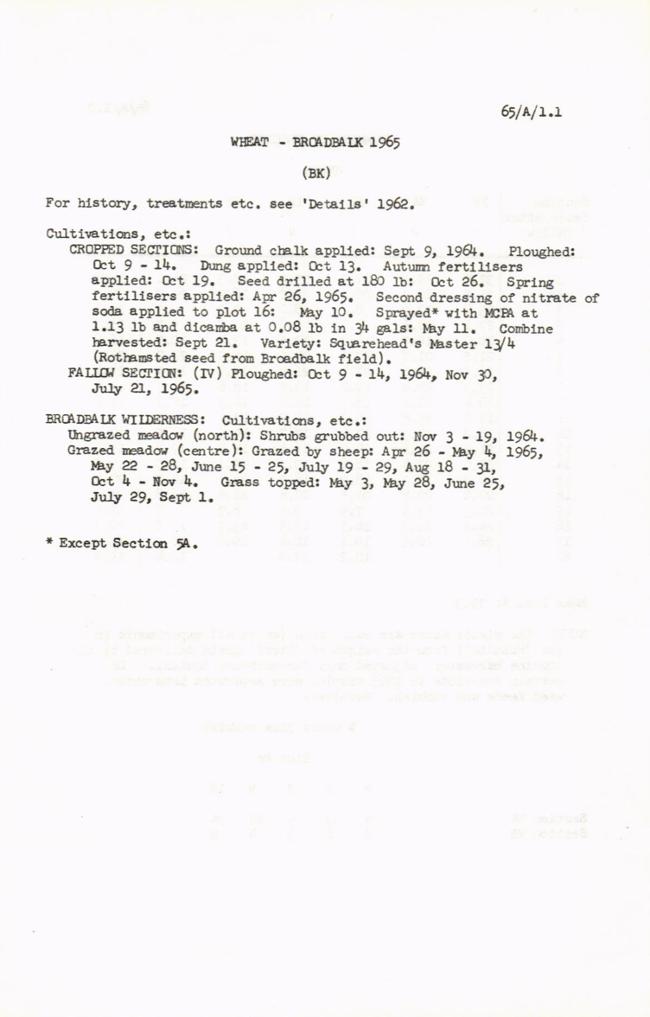 65/A/1.1
WHEAT - BROADBALK 1965
(BK)
For history, treatments etc. see 'Details' 1962.
Cultivations, etc.:
CROPPED SECTIONS: Ground chalk applied: Sept 9, 1964. Ploughed:
Oct 9 - 14. Dung applied: Oct 13. Autumn fertilisers
applied: Oct 19. Seed drilled at 180 lb: Oct 26. Spring
fertilisers applied: Apr 26, 1965. Second dressing of nitrate of
soda applied to plot 16: May 10. Sprayed* with MCPA at
1.13 lb and dicamba at 0.08 lb in 34 gals: May 11. Combine
harvested: Sept 21. Variety: Squarehead's Master 13/4
(Rothamsted seed from Broadbalk field).
FALLOW SECTION: (IV) Ploughed: Oct 9 - 14, 1964, Nov 30,
July 21, 1965.
BROADBALK WILDERNESS: Cultivations, etc.:
Ungrazed meadow (north): Shrubs grubbed out: Nov 3 - 19, 1964.
Grazed meadow (centre): Grazed by sheep: Apr 26 - May 4, 1965,
May 22 - 28, June 15 - 25, July 19 - 29, Aug 18 - 31,
Oct 4 - Nov 4. Grass topped: May 3, May 28, June 25,
July 29, Sept 1.
* Except Section 5A.